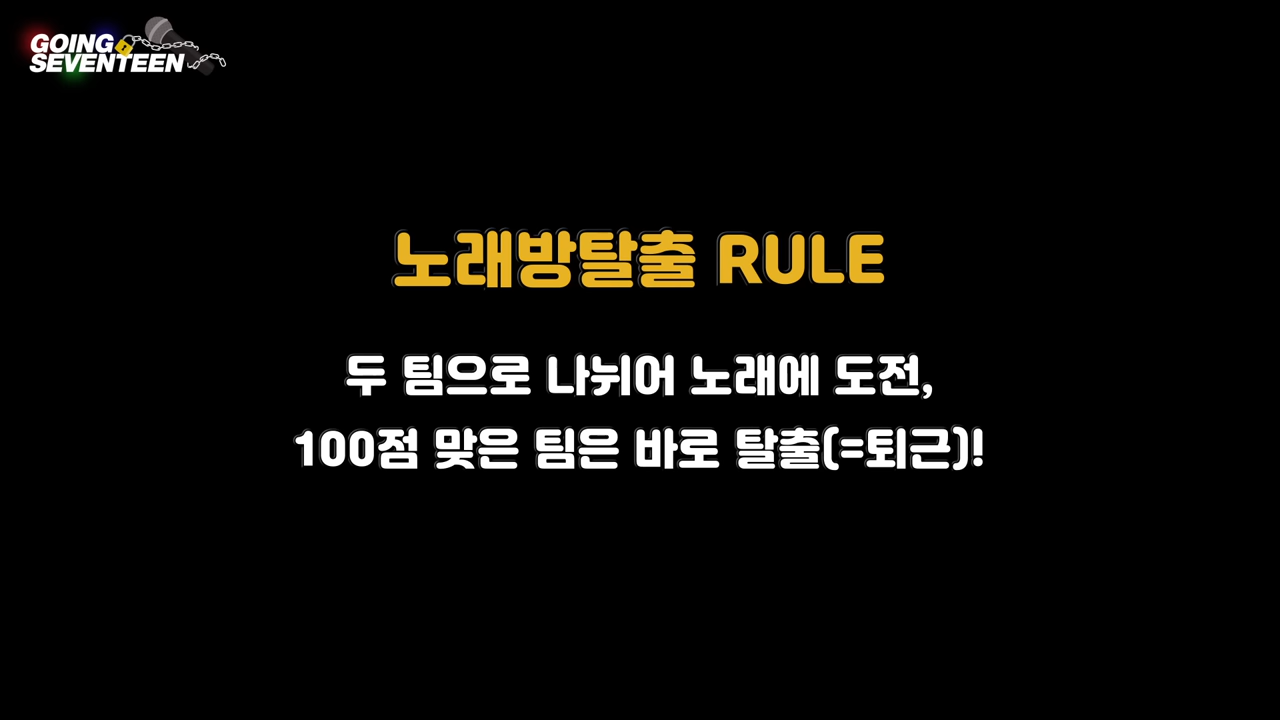 GOING
SEVENTEEN
노래방탈출 RULE
두 팀으로 나뉘어 노래에 도전,
100점 맞은 팀은 바로 탈출(=퇴근)!